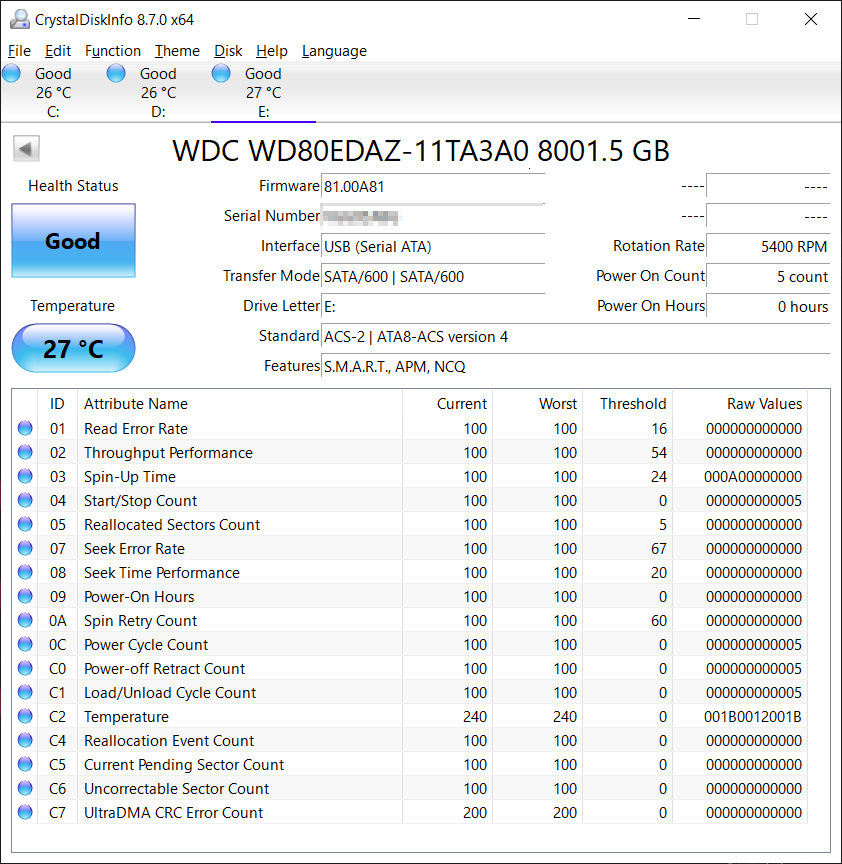 CrystalDiskInfo 8.7.0 x64
File Edit Function Theme Disk Help Language
Good Good Good
26 °C 26 °C 27 °C
C: D: E:
WDC WD80EDAZ-11TA3A0 8001.5 GB
Health Status Firmware 81.00A81 ---- ----
Serial Number ---- ----
Good Interface USB (Serial ATA) Rotation Rate 5400 RPM
Transfer Mode SATA/600 | SATA/600 Power On Count 5 count
Temperature Drive Letter E: Power On Hours 0 hours
27 °C Standard ACS-2 | ATA8-ACS version 4
Features S.M.A.R.T., APM, NCQ
ID Attribute Name Current Worst Threshold Raw Values
01 Read Error Rate 100 100 16 000000000000
02 Throughput Performance 100 100 54 000000000000
03 Spin-Up Time 100 100 24 000A00000000
04 Start/Stop Count 100 100 0 000000000005
05 Reallocated Sectors Count 100 100 5 000000000000
07 Seek Error Rate 100 100 67 000000000000
08 Seek Time Performance 100 100 20 000000000000
09 Power-On Hours 100 100 0 000000000000
0A Spin Retry Count 100 100 60 000000000000
0C Power Cycle Count 100 100 0 000000000005
C0 Power-off Retract Count 100 100 0 000000000005
C1 Load/Unload Cycle Count 100 100 0 000000000005
C2 Temperature 240 240 0 001B0012001B
C4 Reallocation Event Count 100 100 0 000000000000
C5 Current Pending Sector Count 100 100 0 000000000000
C6 Uncorrectable Sector Count 100 100 0 000000000000
C7 UltraDMA CRC Error Count 200 200 0 000000000000